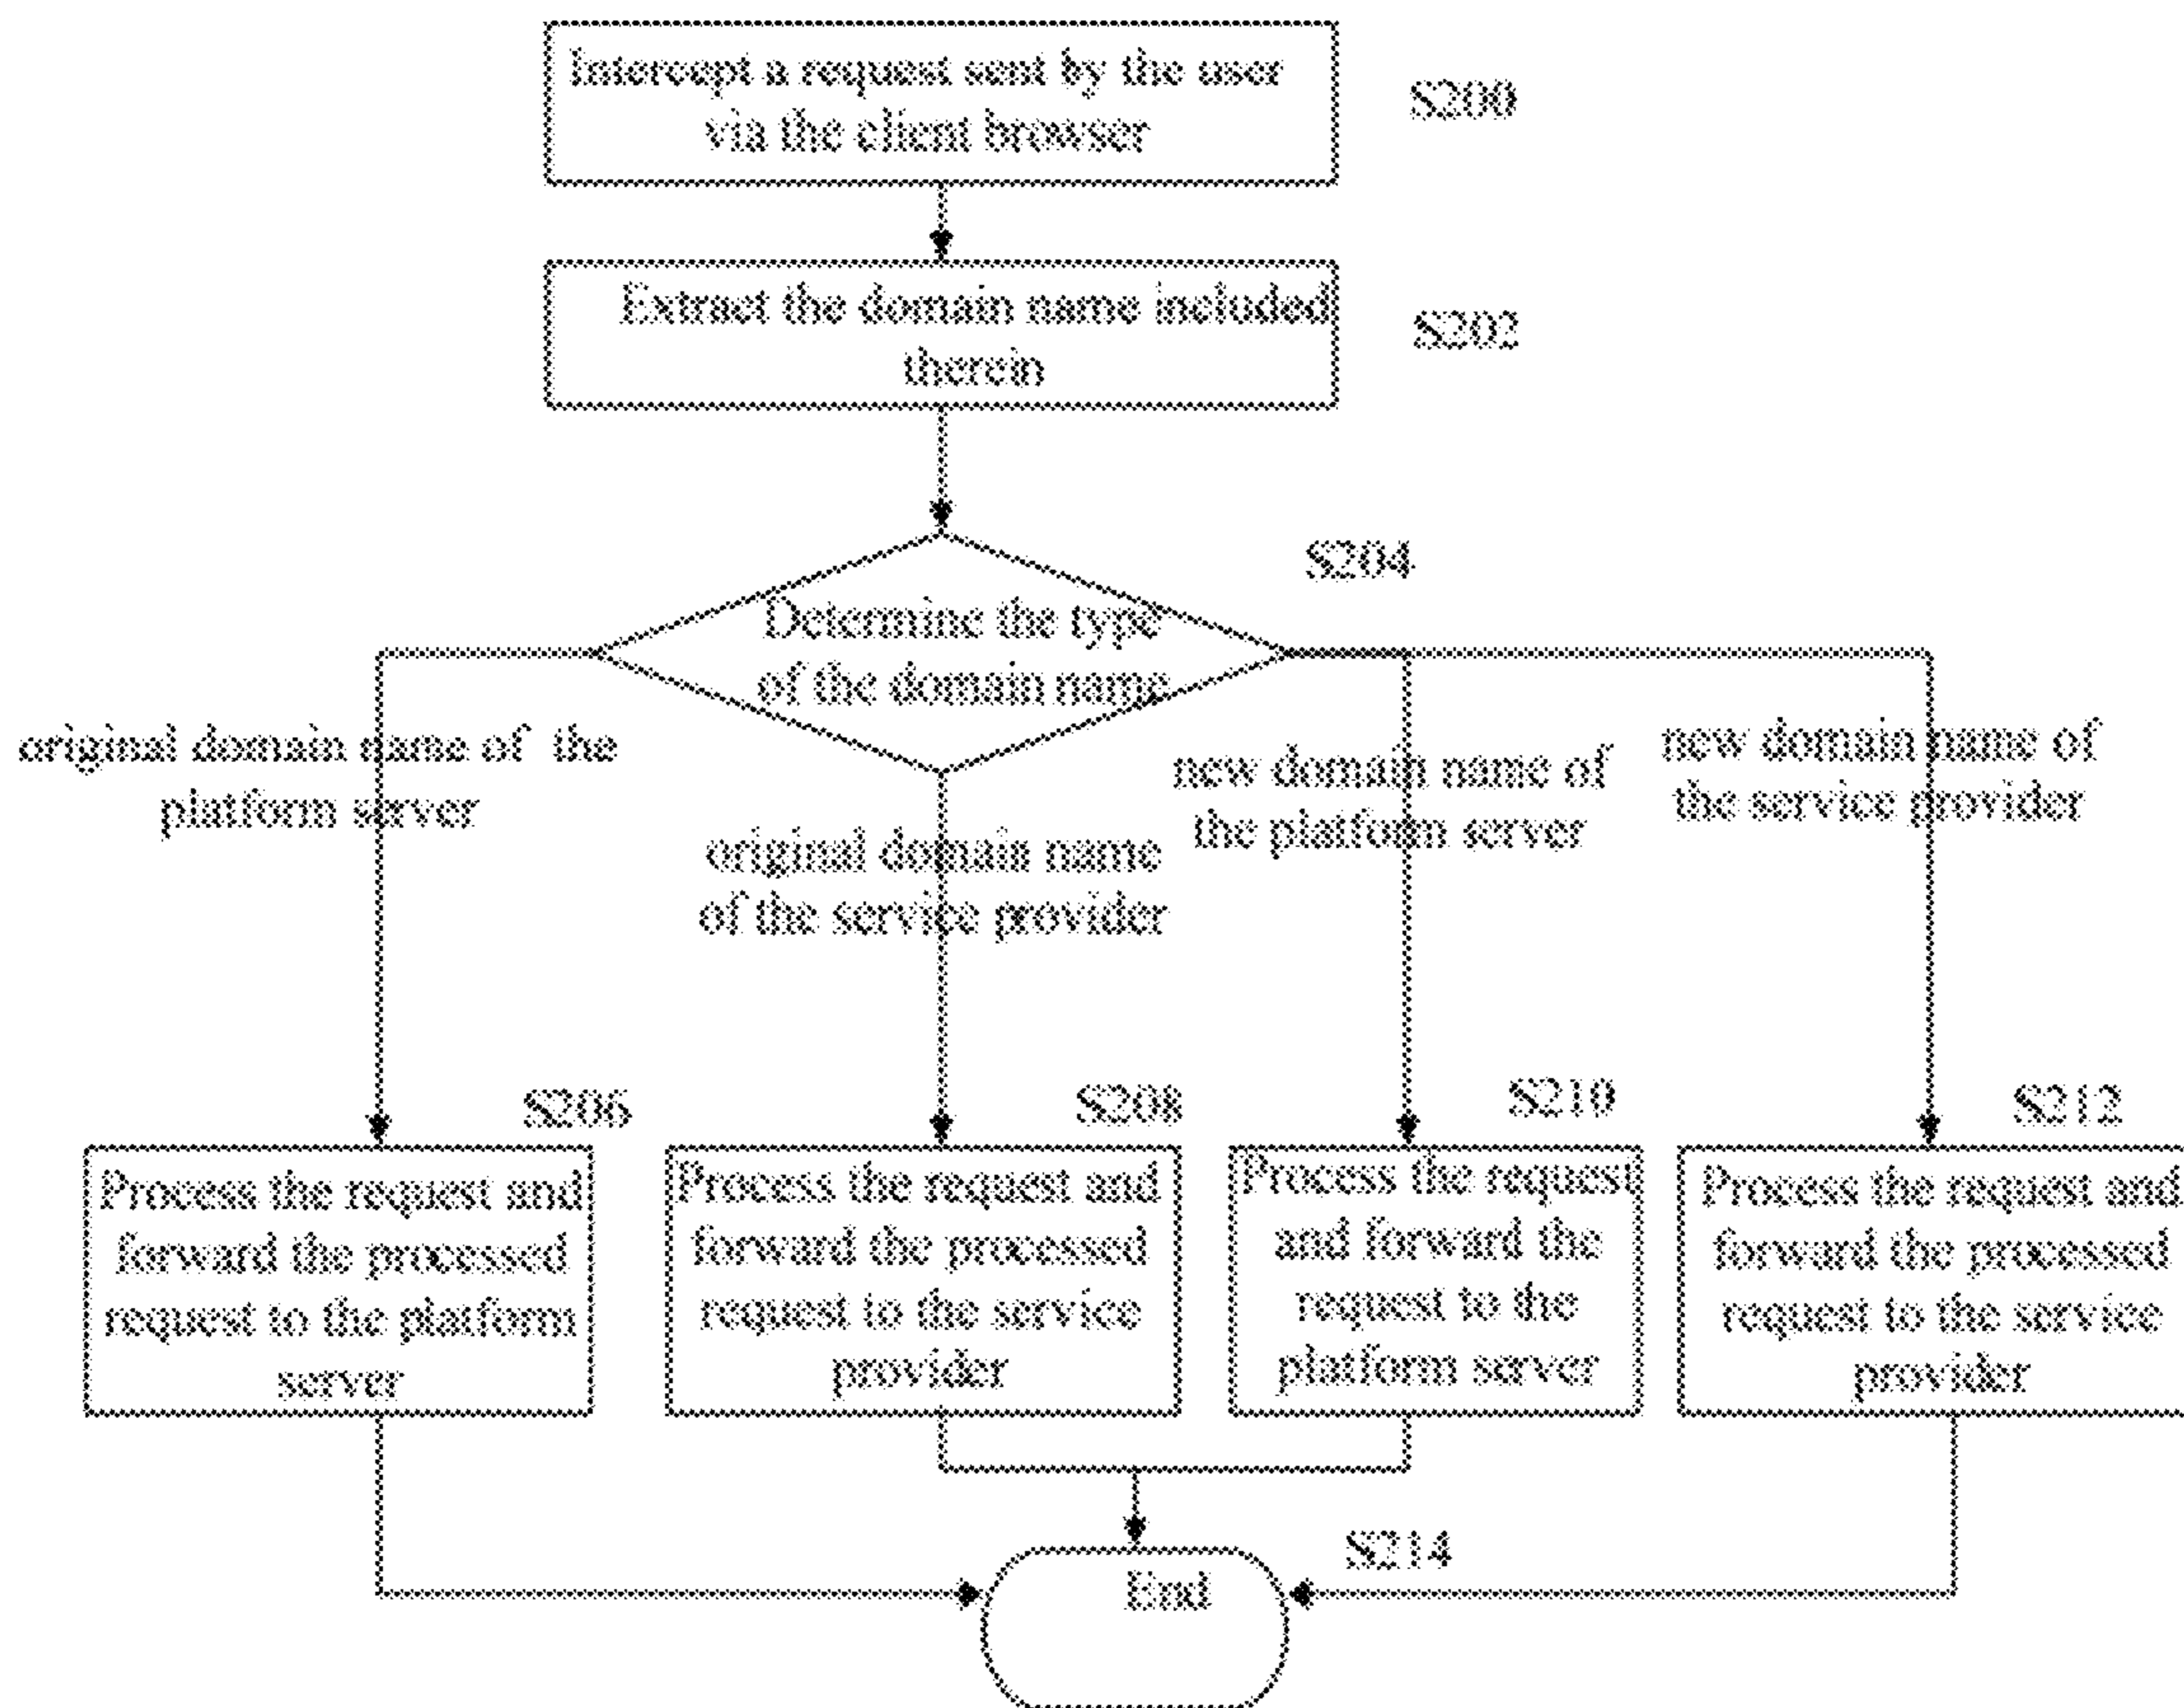 Intercept a request sent by the user
via the client browser
S200
Extract the domain name included
therein
S202
S204
Determine the type
of the domain name
original domain name of the
platform server
original domain name
of the service provider
new domain name of
the platform server
new domain name of
the service provider
S206
Process the request and
forward the processed
request to the platform
server
S208
Process the request and
forward the processed
request to the service
provider
S210
Process the request
and forward the
request to the
platform server
S212
Process the request and
forward the processed
request to the service
provider
S214
End